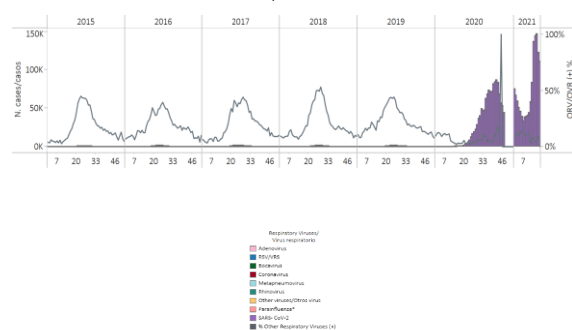 2015 2016 2017 2018 2019 2020 2021
150K 100%
100K
50K 50%
0K 0%
N. cases/casos
ORV/OVR (+) %
7 20 33 46 7 20 33 46 7 20 33 46 7 20 33 46 7 20 33 46 7 20 33 46 7
Respiratory Viruses/
Virus respiratorio
Adenovirus
RSV/VRS
Bocavirus
Coronavirus
Metapneumovirus
Rhinovirus
Other viruses/Otros virus
Parainfluenza*
SARS- CoV-2
% Other Respiratory Viruses (+)